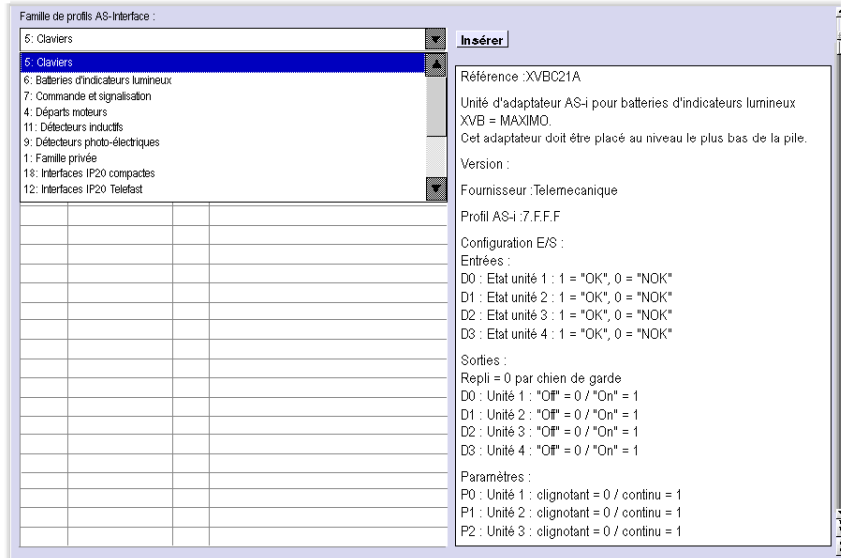 Famille de profils AS-Interface :
5: Claviers
Insérer
5: Claviers
6: Batteries d'indicateurs lumineux
7: Commande et signalisation
4: Départs moteurs
11: Détecteurs inductifs
9: Détecteurs photo-électriques
1: Famille privée
18: Interfaces IP20 compactes
12: Interfaces IP20 Telefast
Référence :XVBC21A
Unité d'adaptateur AS-i pour batteries d'indicateurs lumineux
XVB = MAXIMO.
Cet adaptateur doit être placé au niveau le plus bas de la pile.
Version :
Fournisseur :Telemecanique
Profil AS-i :7.F.F.F
Configuration E/S :
Entrées :
D0 : Etat unité 1 : 1 = "OK", 0 = "NOK"
D1 : Etat unité 2 : 1 = "OK", 0 = "NOK"
D2 : Etat unité 3 : 1 = "OK", 0 = "NOK"
D3 : Etat unité 4 : 1 = "OK", 0 = "NOK"
Sorties :
Repli = 0 par chien de garde
D0 : Unité 1 : "Off" = 0 / "On" = 1
D1 : Unité 2 : "Off" = 0 / "On" = 1
D2 : Unité 3 : "Off" = 0 / "On" = 1
D3 : Unité 4 : "Off" = 0 / "On" = 1
Paramètres :
P0 : Unité 1 : clignotant = 0 / continu = 1
P1 : Unité 2 : clignotant = 0 / continu = 1
P2 : Unité 3 : clignotant = 0 / continu = 1